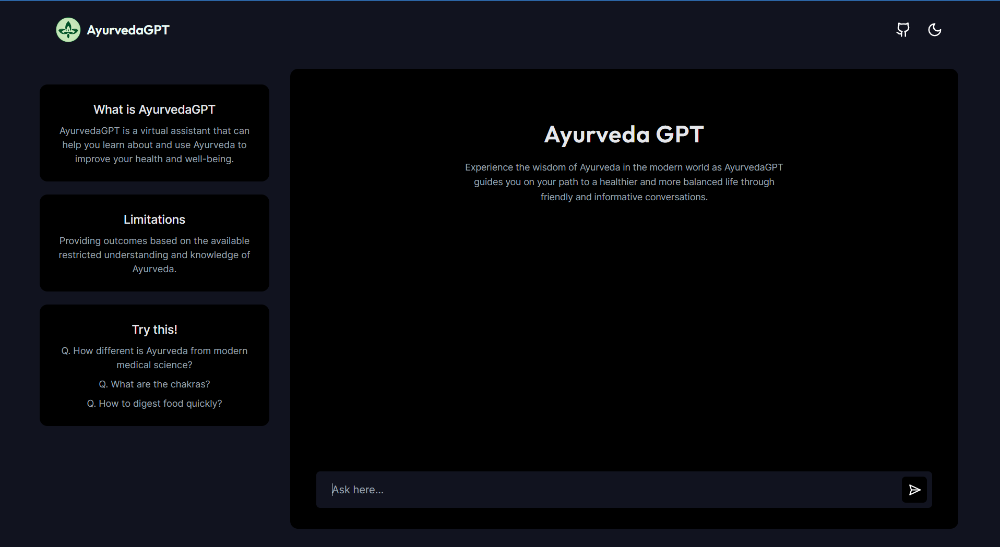 AyurvedaGPT
What is AyurvedaGPT
AyurvedaGPT is a virtual assistant that can
help you learn about and use Ayurveda to
improve your health and well-being.
Limitations
Providing outcomes based on the available
restricted understanding and knowledge of
Ayurveda.
Try this!
Q. How different is Ayurveda from modern
medical science?
Q. What are the chakras?
Q. How to digest food quickly?
Ayurveda GPT
Experience the wisdom of Ayurveda in the modern world as AyurvedaGPT
guides you on your path to a healthier and more balanced life through
friendly and informative conversations.
Ask here...